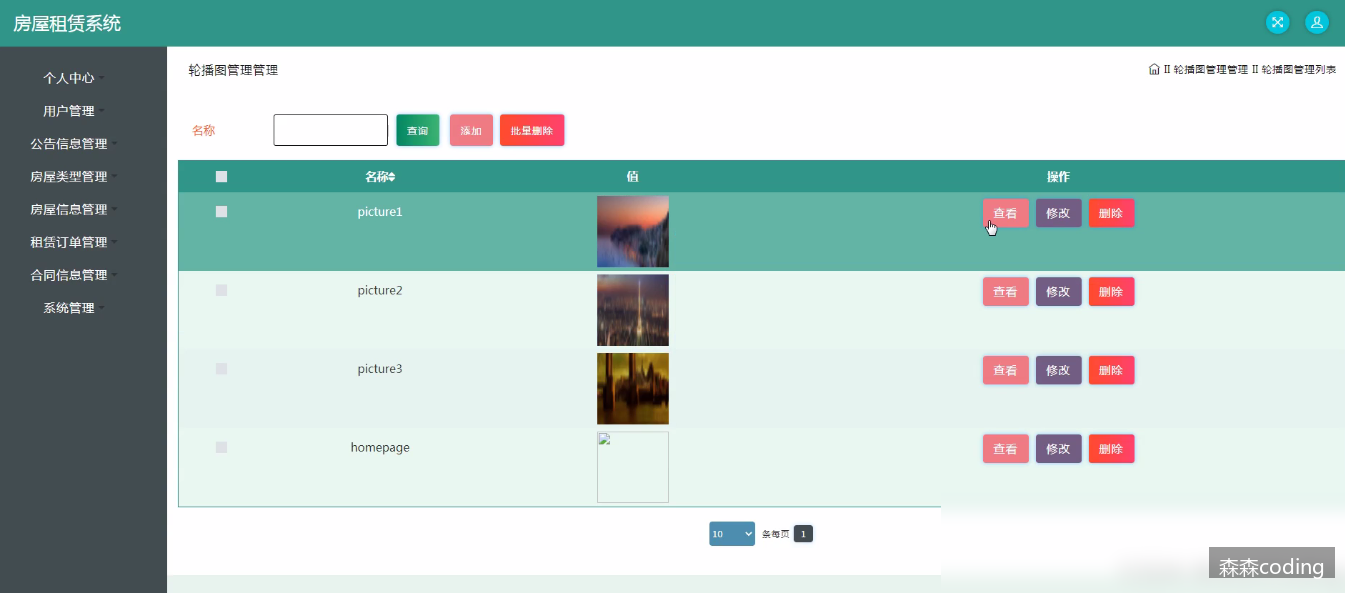 房屋租赁系统
个人中心
用户管理
公告信息管理
房屋类型管理
房屋信息管理
租赁订单管理
合同信息管理
系统管理
轮播图管理管理
II 轮播图管理管理 II 轮播图管理列表
名称 查询 添加 批量删除
名称 值 操作
picture1 查看 修改 删除
picture2 查看 修改 删除
picture3 查看 修改 删除
homepage 查看 修改 删除
10 条每页 1
森森coding